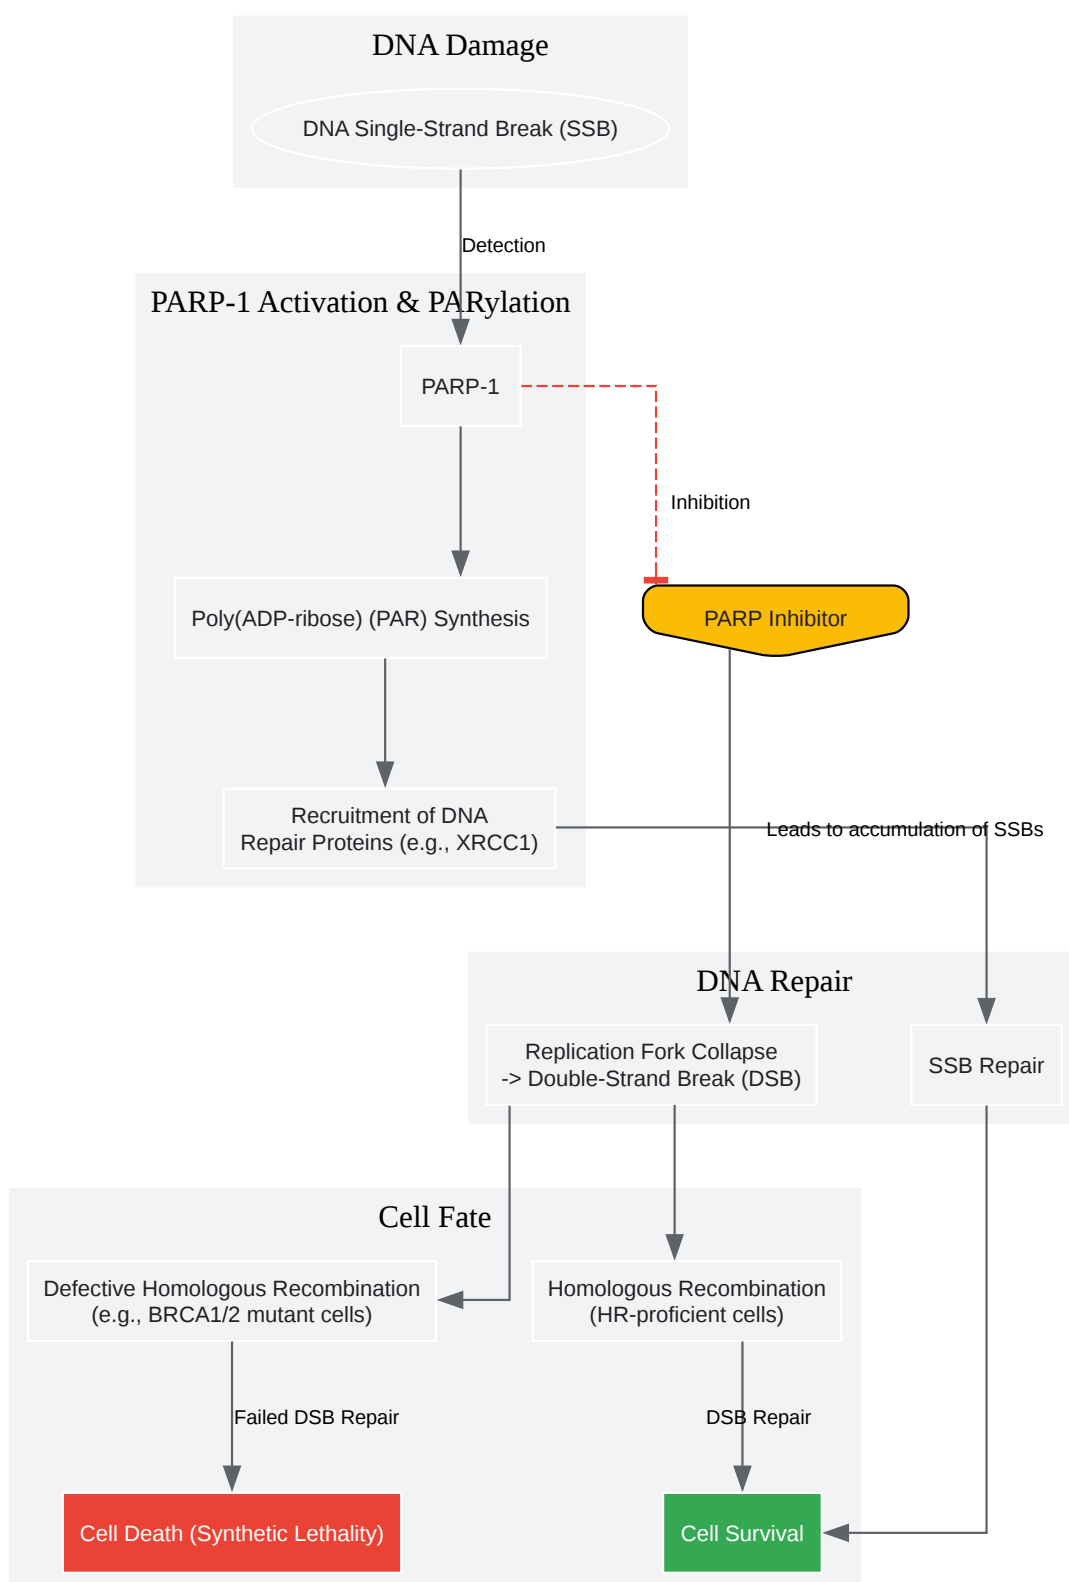 DNA Damage
DNA Single-Strand Break (SSB)
Detection
PARP-1 Activation & PARylation
PARP-1
Inhibition
Poly(ADP-ribose) (PAR) Synthesis
PARP Inhibitor
Recruitment of DNA
Repair Proteins (e.g., XRCC1)
Leads to accumulation of SSBs
DNA Repair
Replication Fork Collapse
-> Double-Strand Break (DSB)
SSB Repair
Cell Fate
Defective Homologous Recombination
(e.g., BRCA1/2 mutant cells)
Homologous Recombination
(HR-proficient cells)
Failed DSB Repair
DSB Repair
Cell Death (Synthetic Lethality)
Cell Survival